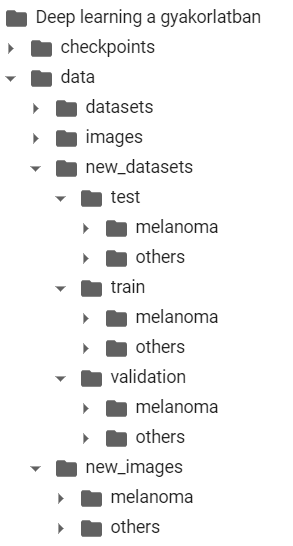 Deep learning a gyakorlatban
checkpoints
data
datasets
images
new_datasets
test
melanoma
others
train
melanoma
others
validation
melanoma
others
new_images
melanoma
others